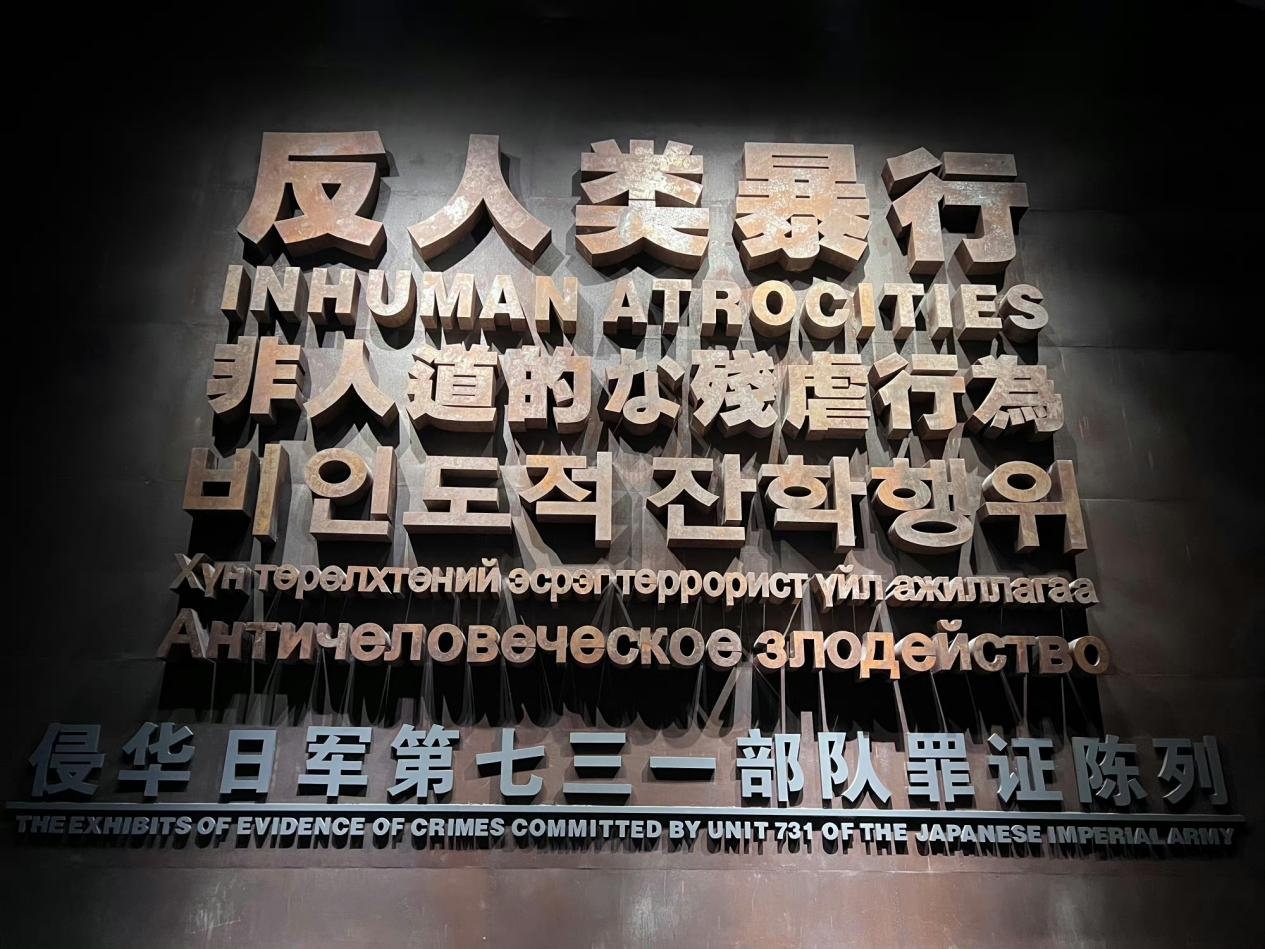 反人类暴行
INHUMAN ATROCITIES
非人道的な殘虐行為
비인도적 잔학행위
Хүн төрөлхтөний эсрэг террорист үйл ажиллагаа
Античеловеческое злодейство
侵华日军第七三一部队罪证陈列
THE EXHIBITS OF EVIDENCE OF CRIMES COMMITTED BY UNIT 731 OF THE JAPANESE IMPERIAL ARMY